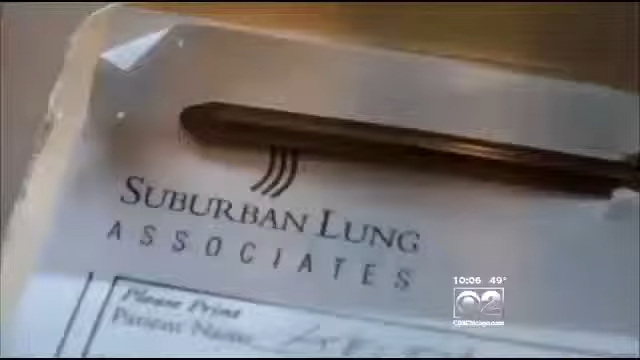 SUBURBAN LUNG
ASSOCIATES
Please Print
Patient Name
10:06 49°
2
CBSChicago.com